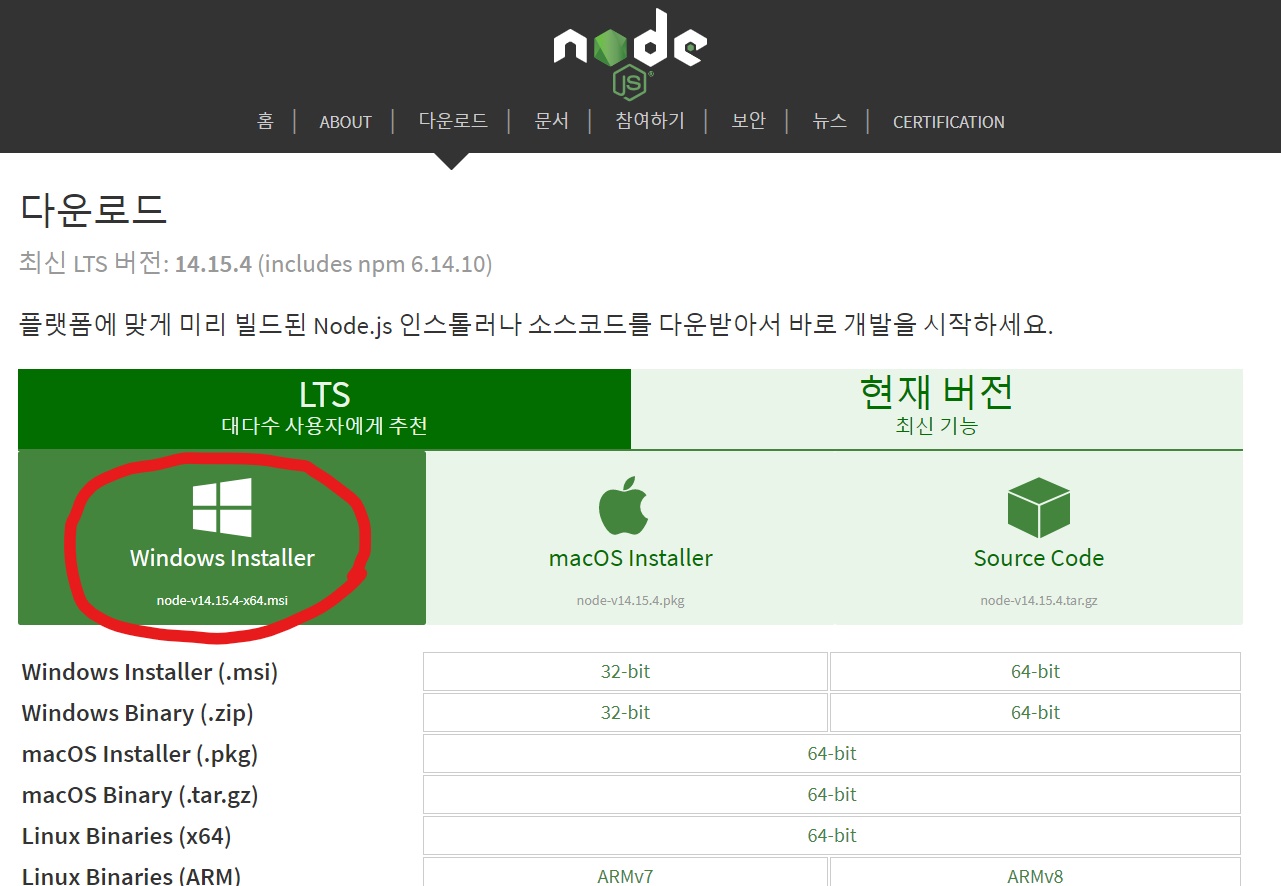 node
JS
홈 | ABOUT | 다운로드 | 문서 | 참여하기 | 보안 | 뉴스 | CERTIFICATION
다운로드
최신 LTS 버전: 14.15.4 (includes npm 6.14.10)
플랫폼에 맞게 미리 빌드된 Node.js 인스톨러나 소스코드를 다운받아서 바로 개발을 시작하세요.
LTS
대다수 사용자에게 추천
현재 버전
최신 기능
Windows Installer
node-v14.15.4-x64.msi
macOS Installer
node-v14.15.4.pkg
Source Code
node-v14.15.4.tar.gz
Windows Installer (.msi) 32-bit 64-bit
Windows Binary (.zip) 32-bit 64-bit
macOS Installer (.pkg) 64-bit
macOS Binary (.tar.gz) 64-bit
Linux Binaries (x64) 64-bit
Linux Binaries (ARM) ARMv7 ARMv8